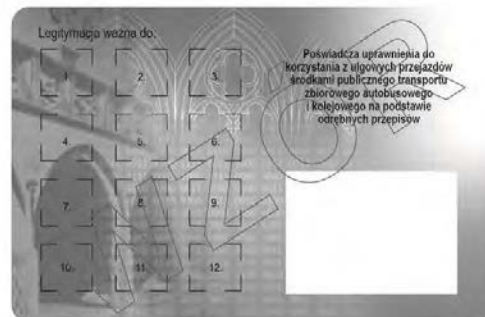 Legitymacja ważna do:
1. 2. 3.
4. 5. 6.
7. 8. 9.
10. 11. 12.
Poświadcza uprawnienia do
korzystania z ulgowych przejazdów
środkami publicznego transportu
zbiorowego autobusowego
i kolejowego na podstawie
odrębnych przepisów
WZÓR